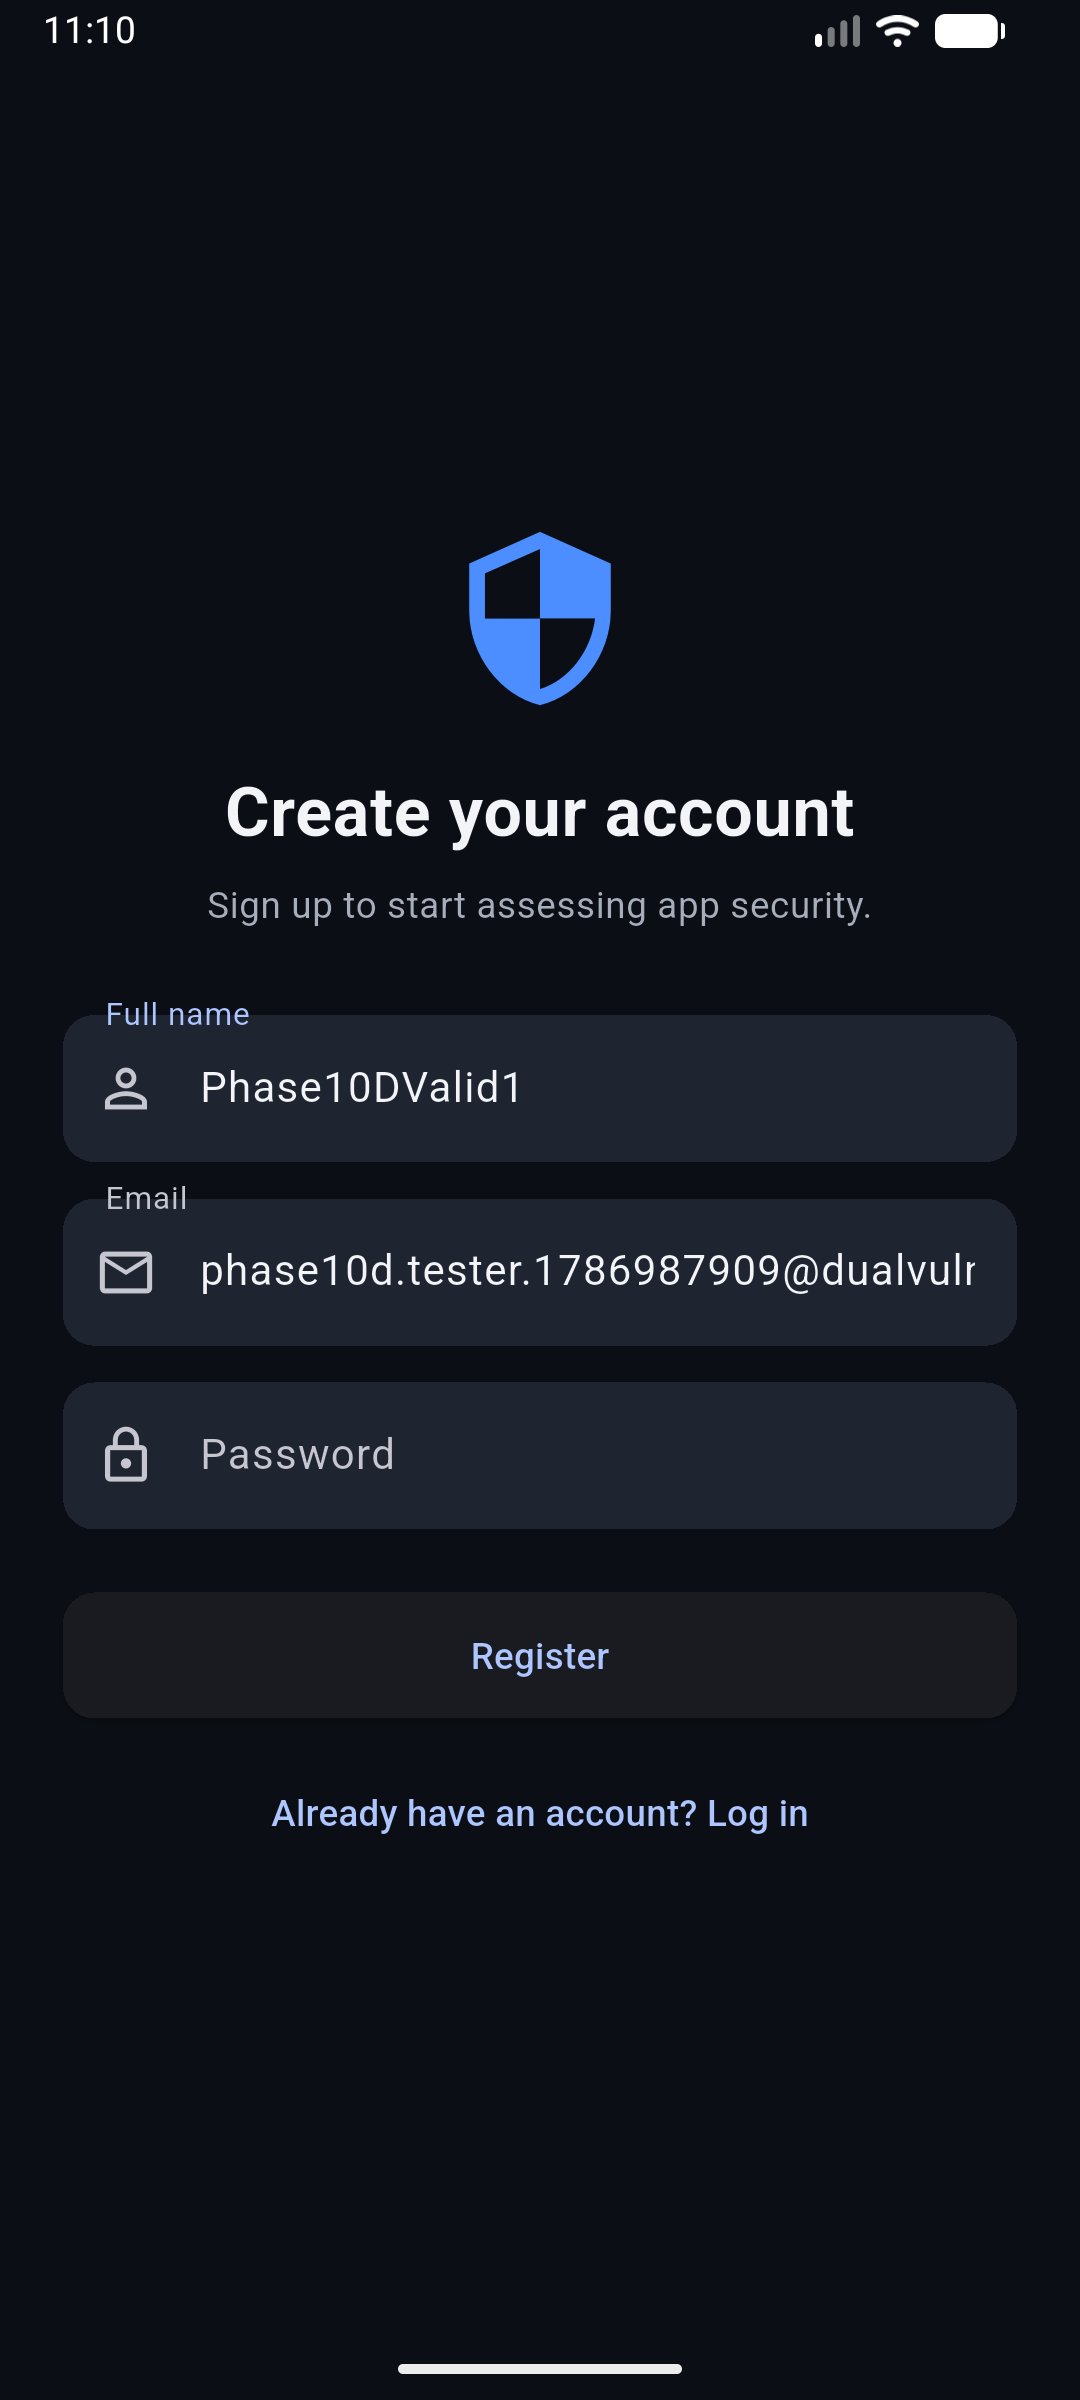 11:10
Create your account
Sign up to start assessing app security.
Full name
Phase10DValid1
Email
phase10d.tester.1786987909@dualvulr
Password
Register
Already have an account? Log in